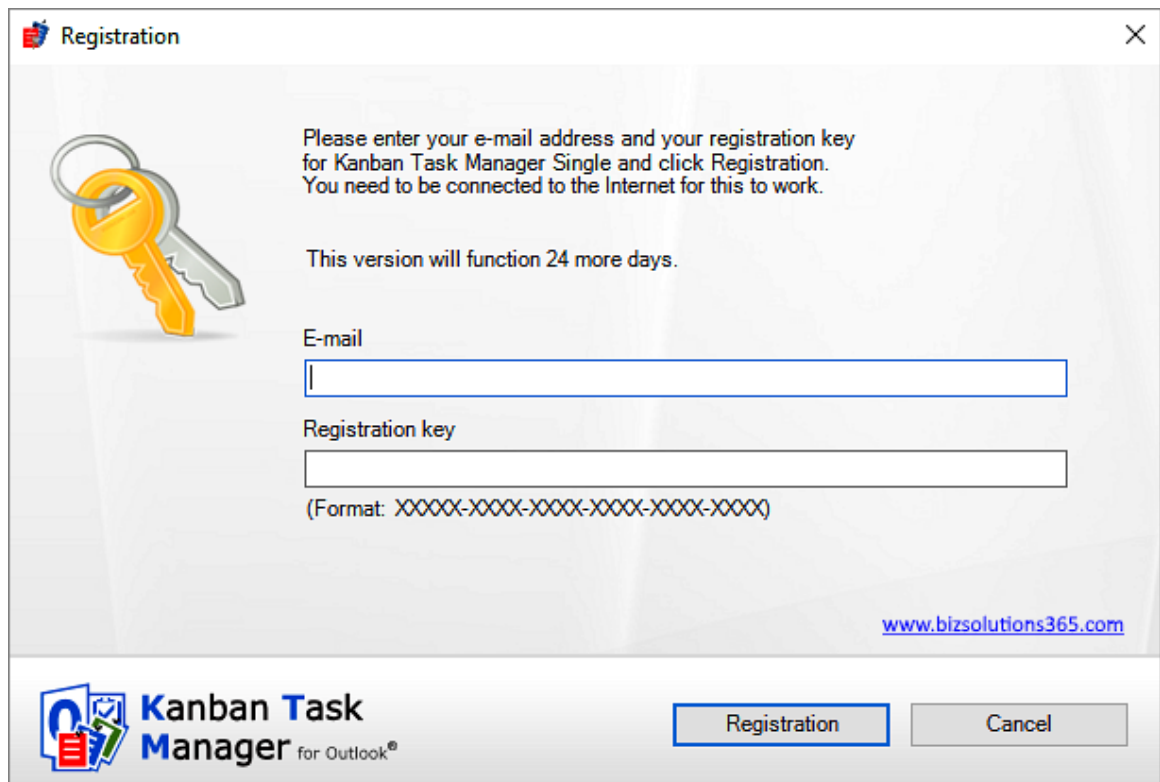 Registration
Please enter your e-mail address and your registration key
for Kanban Task Manager Single and click Registration.
You need to be connected to the Internet for this to work.
This version will function 24 more days.
E-mail
Registration key
(Format: XXXXX-XXXX-XXXX-XXXX-XXXX-XXXX)
www.bizsolutions365.com
Kanban Task
Manager for Outlook®
Registration
Cancel